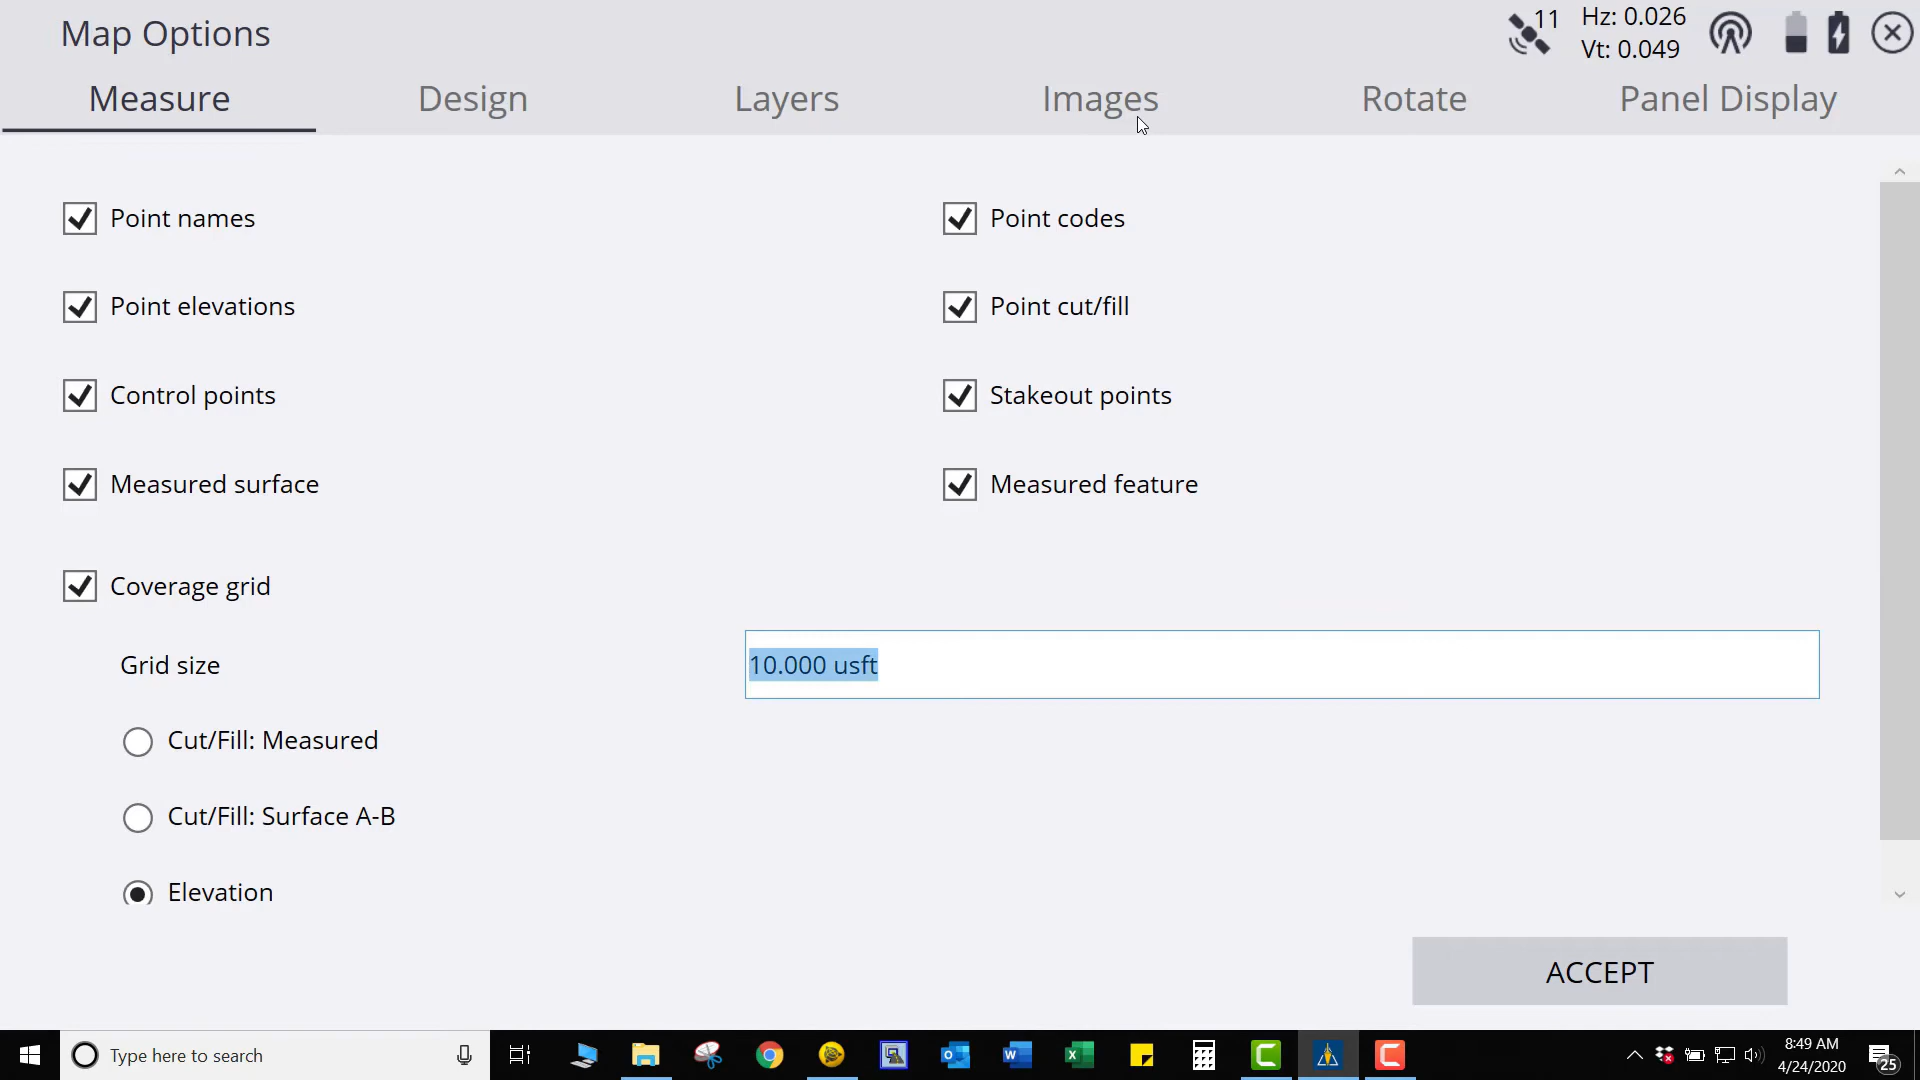 Map Options
11
Hz: 0.026
Vt: 0.049
Measure
Design
Layers
Images
Rotate
Panel Display
Point names
Point codes
Point elevations
Point cut/fill
Control points
Stakeout points
Measured surface
Measured feature
Coverage grid
Grid size
10.000 usft
Cut/Fill: Measured
Cut/Fill: Surface A-B
Elevation
ACCEPT
Type here to search
8:49 AM
4/24/2020
25